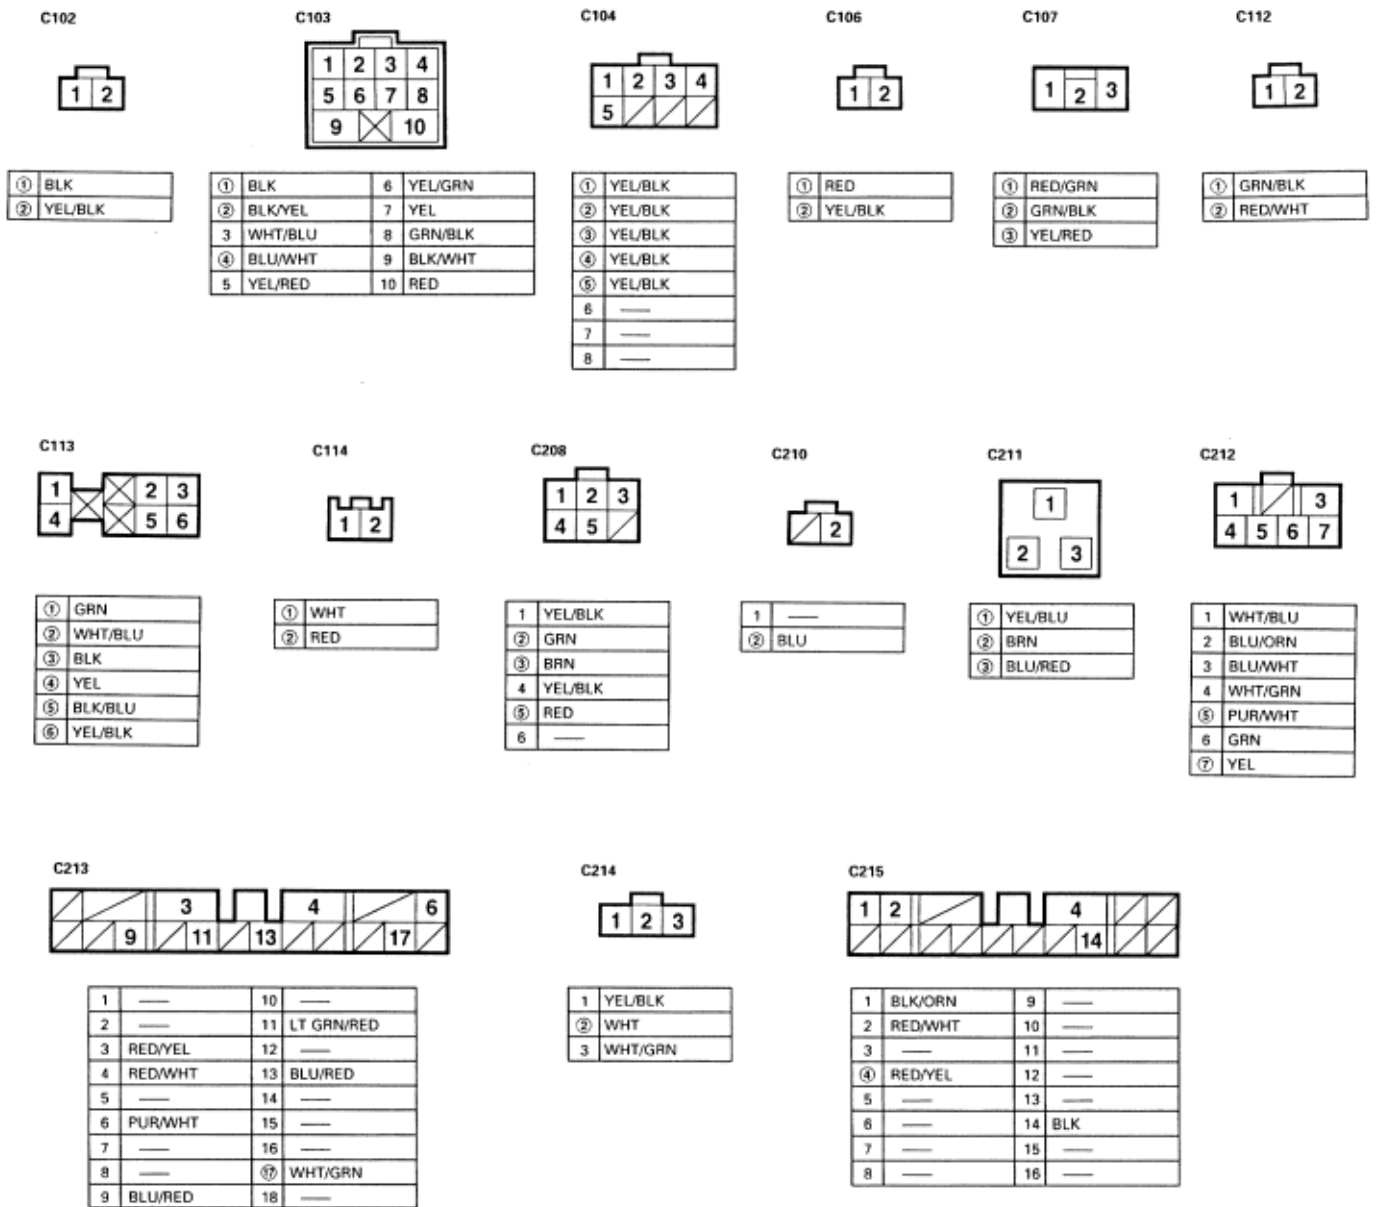 C102 C103 C104 C106 C107 C112
1 2
1 2 3 4
5 6 7 8
9 10
1 2 3 4
5
1 2
1 2 3
1 2
① BLK
② YEL/BLK
① BLK 6 YEL/GRN
② BLK/YEL 7 YEL
3 WHT/BLU 8 GRN/BLK
④ BLU/WHT 9 BLK/WHT
5 YEL/RED 10 RED
① YEL/BLK
② YEL/BLK
③ YEL/BLK
④ YEL/BLK
⑤ YEL/BLK
6 ——
7 ——
8 ——
① RED
② YEL/BLK
① RED/GRN
② GRN/BLK
③ YEL/RED
① GRN/BLK
② RED/WHT
C113 C114 C208 C210 C211 C212
1 2 3
4 5 6
1 2
1 2 3
4 5
2
1
2 3
1 3
4 5 6 7
① GRN
② WHT/BLU
③ BLK
④ YEL
⑤ BLK/BLU
⑥ YEL/BLK
① WHT
② RED
1 YEL/BLK
② GRN
③ BRN
4 YEL/BLK
⑤ RED
6 ——
1 ——
② BLU
① YEL/BLU
② BRN
③ BLU/RED
1 WHT/BLU
2 BLU/ORN
3 BLU/WHT
4 WHT/GRN
⑤ PUR/WHT
6 GRN
⑦ YEL
C213 C214 C215
3 4 6
9 11 13 17
1 2 3
1 2 4
14
1 —— 10 ——
2 —— 11 LT GRN/RED
3 RED/YEL 12 ——
4 RED/WHT 13 BLU/RED
5 —— 14 ——
6 PUR/WHT 15 ——
7 —— 16 ——
8 —— ⑰ WHT/GRN
9 BLU/RED 18 ——
1 YEL/BLK
② WHT
3 WHT/GRN
1 BLK/ORN 9 ——
2 RED/WHT 10 ——
3 —— 11 ——
④ RED/YEL 12 ——
5 —— 13 ——
6 —— 14 BLK
7 —— 15 ——
8 —— 16 ——